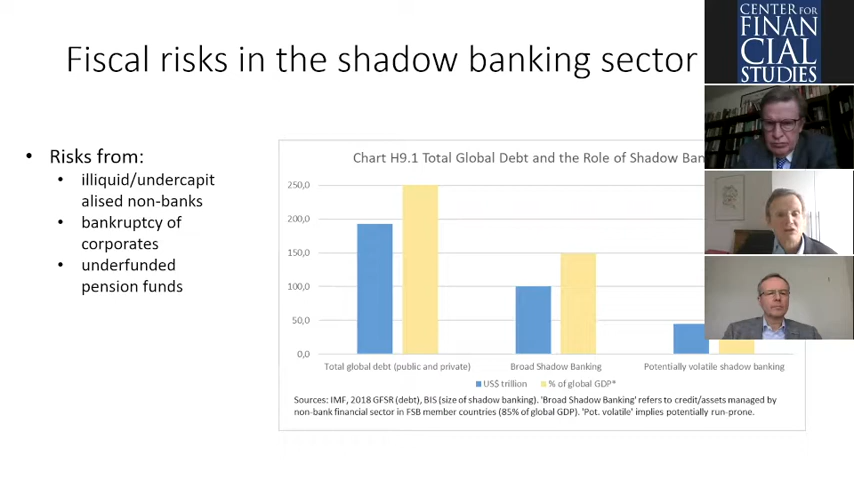 Fiscal risks in the shadow banking sector
CENTER FOR
FINAN
CIAL
STUDIES
• Risks from:
• illiquid/undercapit
alised non-banks
• bankruptcy of
corporates
• underfunded
pension funds
Chart H9.1 Total Global Debt and the Role of Shadow Ban
250,0
200,0
150,0
100,0
50,0
0,0
Total global debt (public and private)
Broad Shadow Banking
Potentially volatile shadow banking
US$ trillion
% of global GDP*
Sources: IMF, 2018 GFSR (debt), BIS (size of shadow banking). 'Broad Shadow Banking' refers to credit/assets managed by
non-bank financial sector in FSB member countries (85% of global GDP). 'Pot. volatile' implies potentially run-prone.